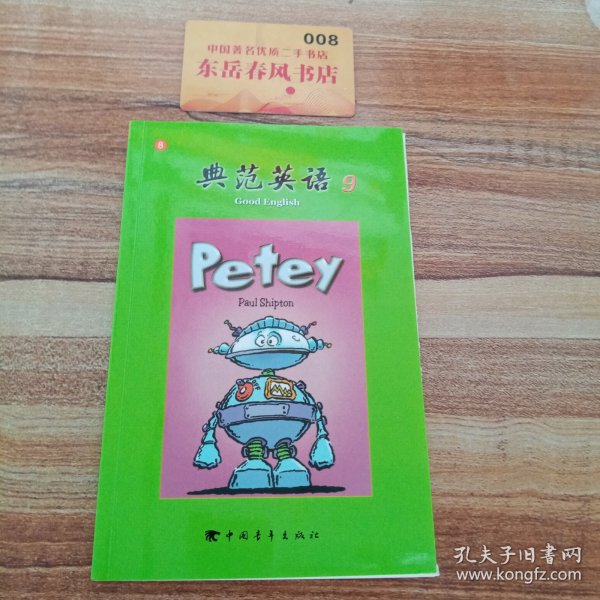 008
中国著名优质二手书店
东岳春风书店
8
典范英语 9
Good English
Petey
Paul Shipton
中国青年出版社
孔夫子旧书网
www.kongfz.com